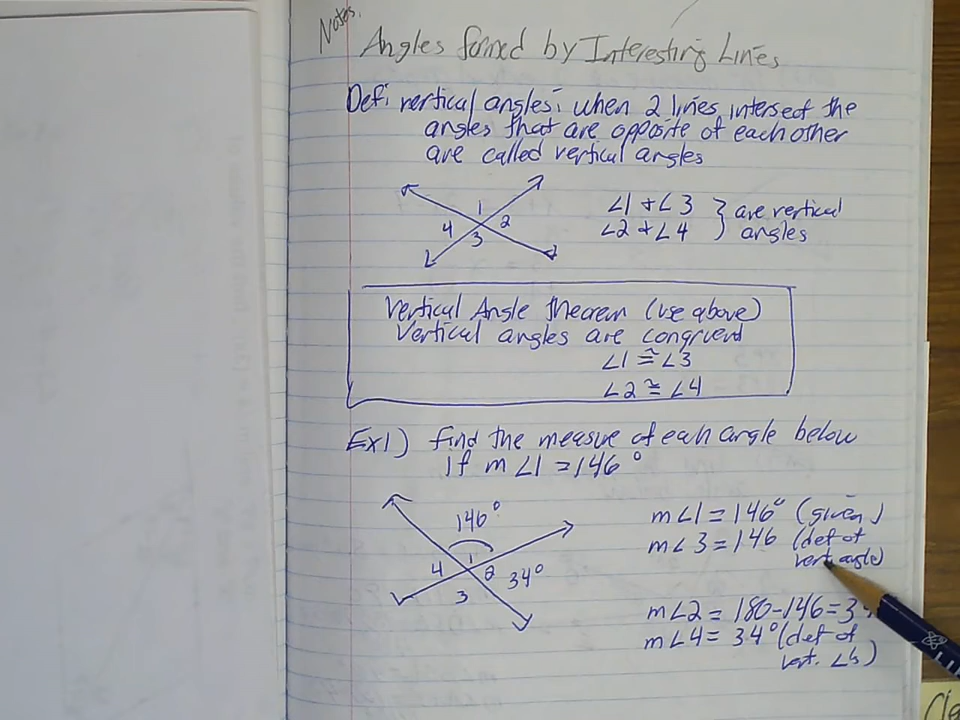 Notes.
Angles formed by Interesting Lines
Def: vertical angles: when 2 lines intersect the
angles that are opposite of each other
are called vertical angles
1
4 2
3
∠1 + ∠3 } are vertical
∠2 + ∠4 angles
Vertical Angle theorem (use above)
Vertical angles are congruent
∠1 ≅ ∠3
∠2 ≅ ∠4
Ex1) find the measure of each angle below
if m∠1 = 146°
146°
1
4 2 34°
3
m∠1 = 146° (given)
m∠3 = 146 (def of
vert angle)
m∠2 = 180-146=34
m∠4 = 34° (def of
vert. ∠s)